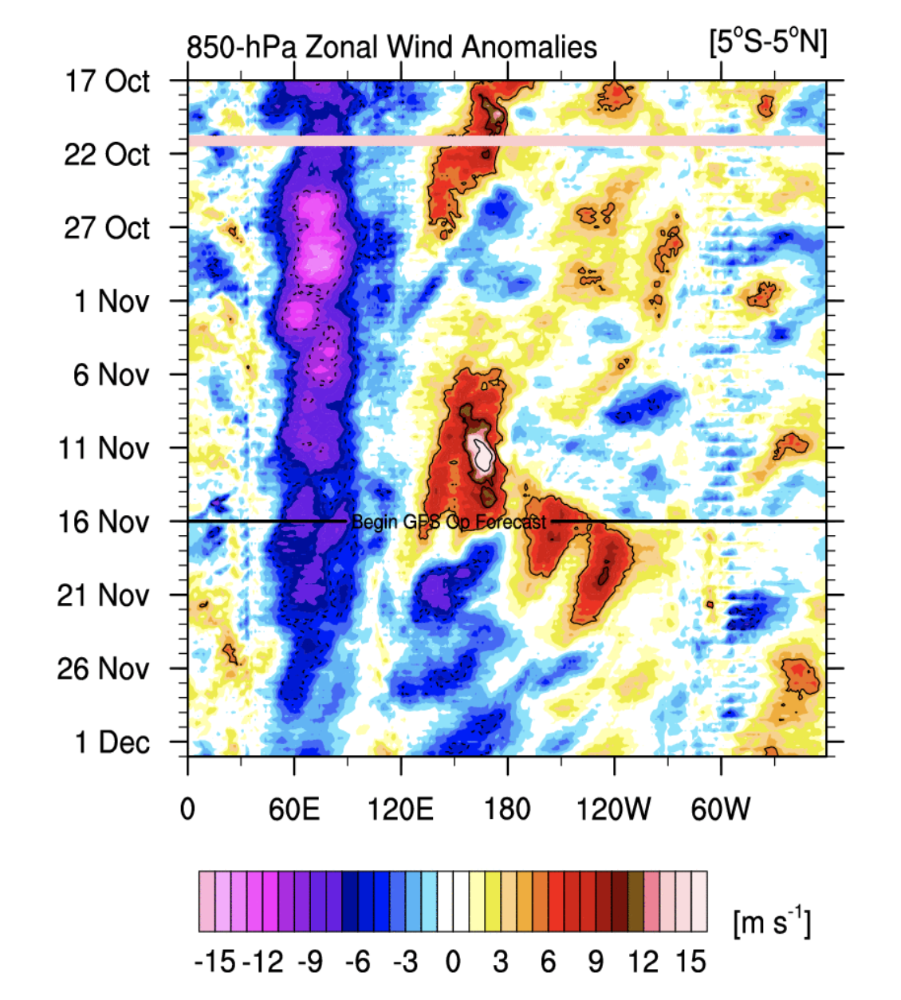 850-hPa Zonal Wind Anomalies [5°S-5°N]
17 Oct
22 Oct
27 Oct
1 Nov
6 Nov
11 Nov
16 Nov
Begin GFS Op Forecast
21 Nov
26 Nov
1 Dec
0 60E 120E 180 120W 60W
-15 -12 -9 -6 -3 0 3 6 9 12 15
[m s⁻¹]